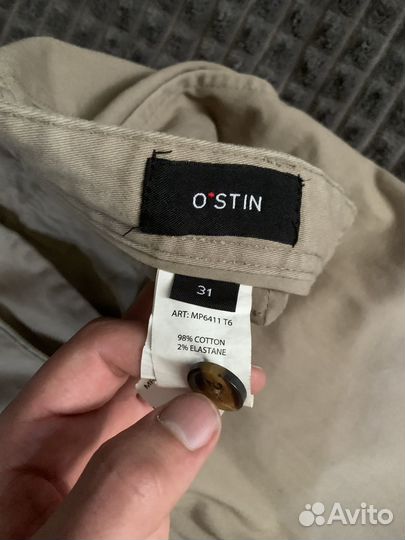 O*STIN
31
ART: MP6411 T6
98% COTTON
2% ELASTANE
Avito